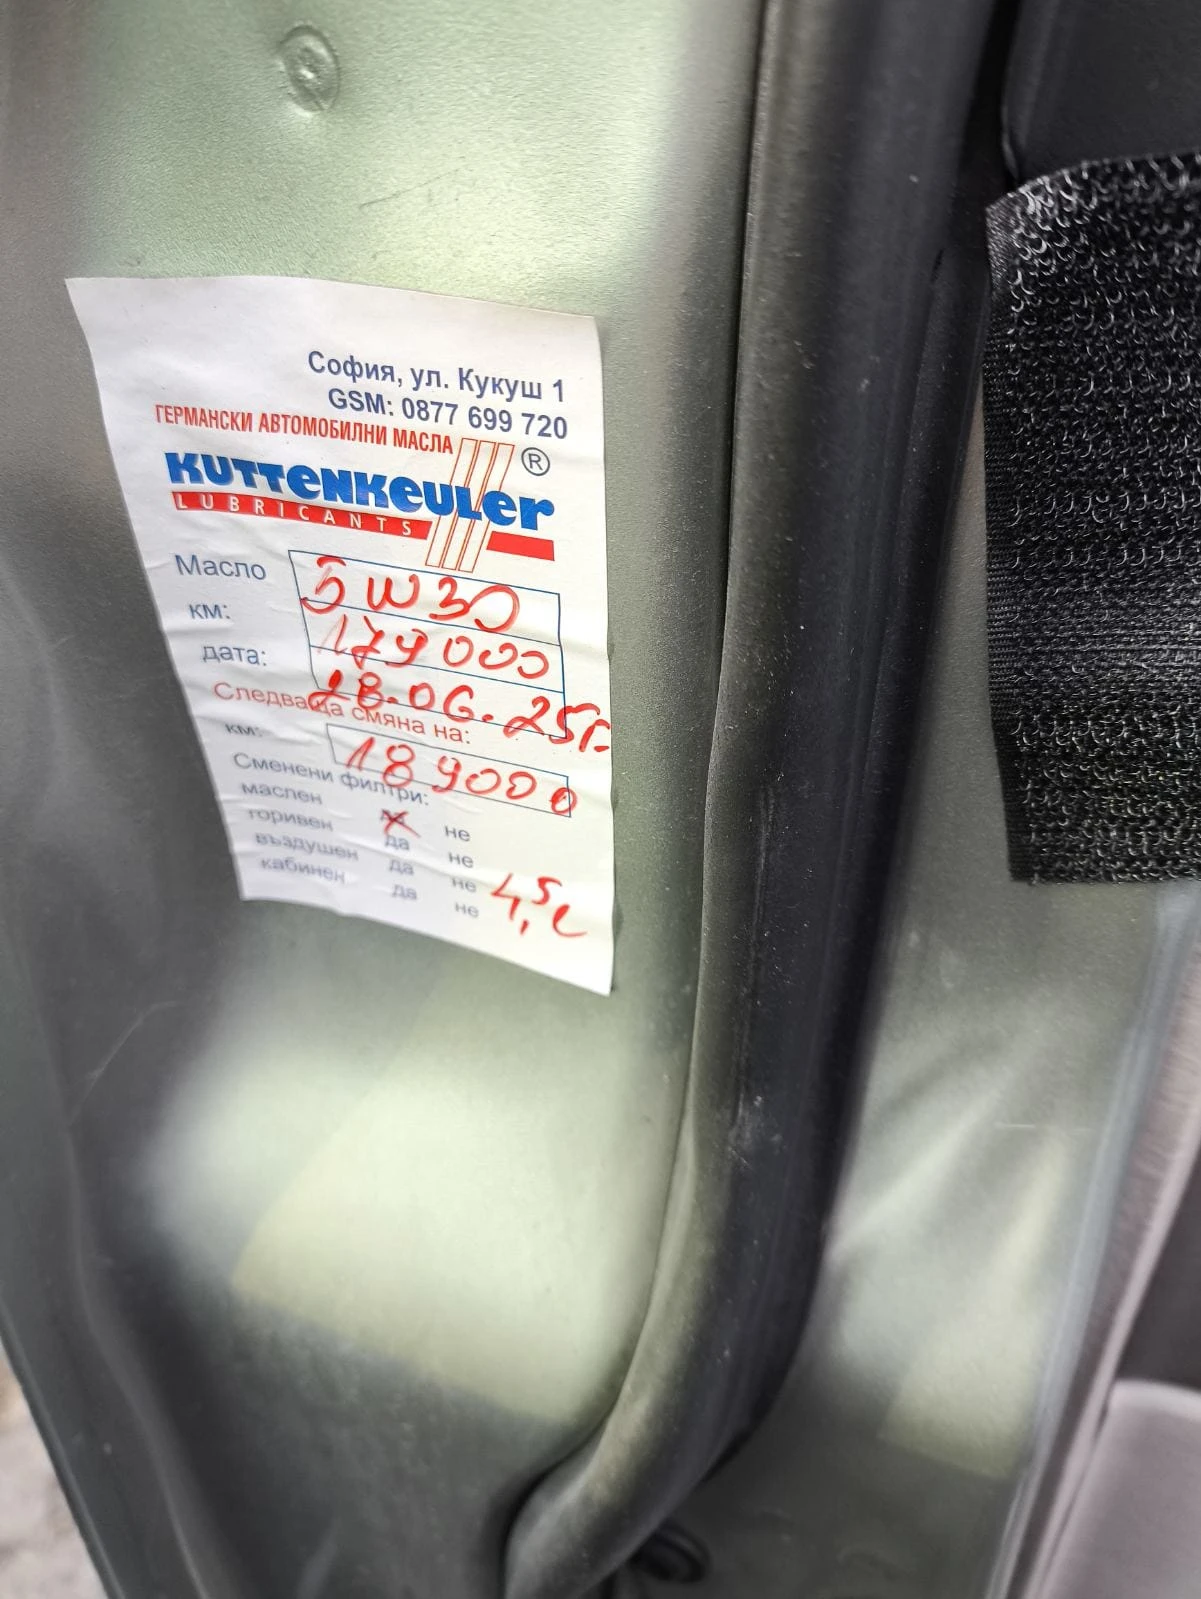 София, ул. Кукуш 1
GSM: 0877 699 720
ГЕРМАНСКИ АВТОМОБИЛНИ МАСЛА
KUTTENKEULER ®
LUBRICANTS
Масло 5W30
км: 179000
дата: 28.06.25г.
Следваща смяна на:
км: 189000
Сменени филтри:
маслен да не
горивен да не
въздушен да не
кабинен да не
4,5 L